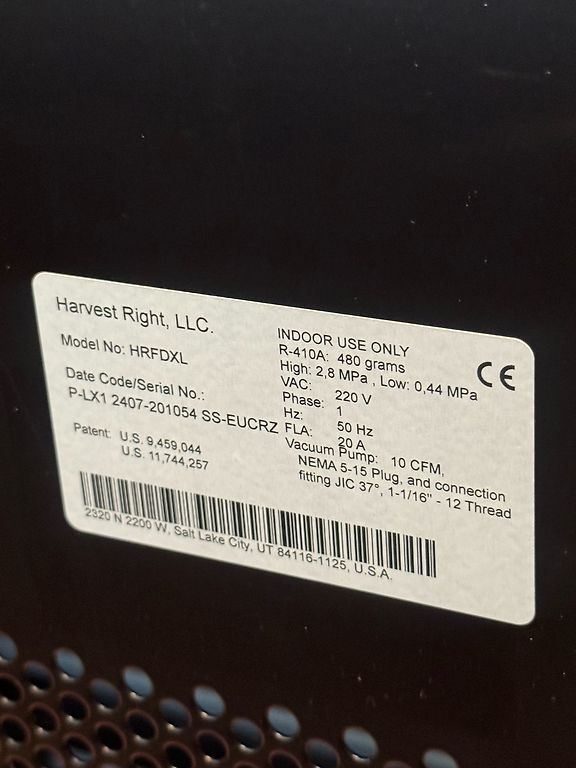 Harvest Right, LLC.
Model No: HRFDXL
Date Code/Serial No.:
P-LX1 2407-201054 SS-EUCRZ
Patent: U.S. 9,459,044
U.S. 11,744,257
INDOOR USE ONLY
R-410A: 480 grams
High: 2,8 MPa , Low: 0,44 MPa
VAC: 220 V
Phase: 1
Hz: 50 Hz
FLA: 20 A
Vacuum Pump: 10 CFM,
NEMA 5-15 Plug, and connection
fitting JIC 37°, 1-1/16" - 12 Thread
CE
2320 N 2200 W, Salt Lake City, UT 84116-1125, U.S.A.